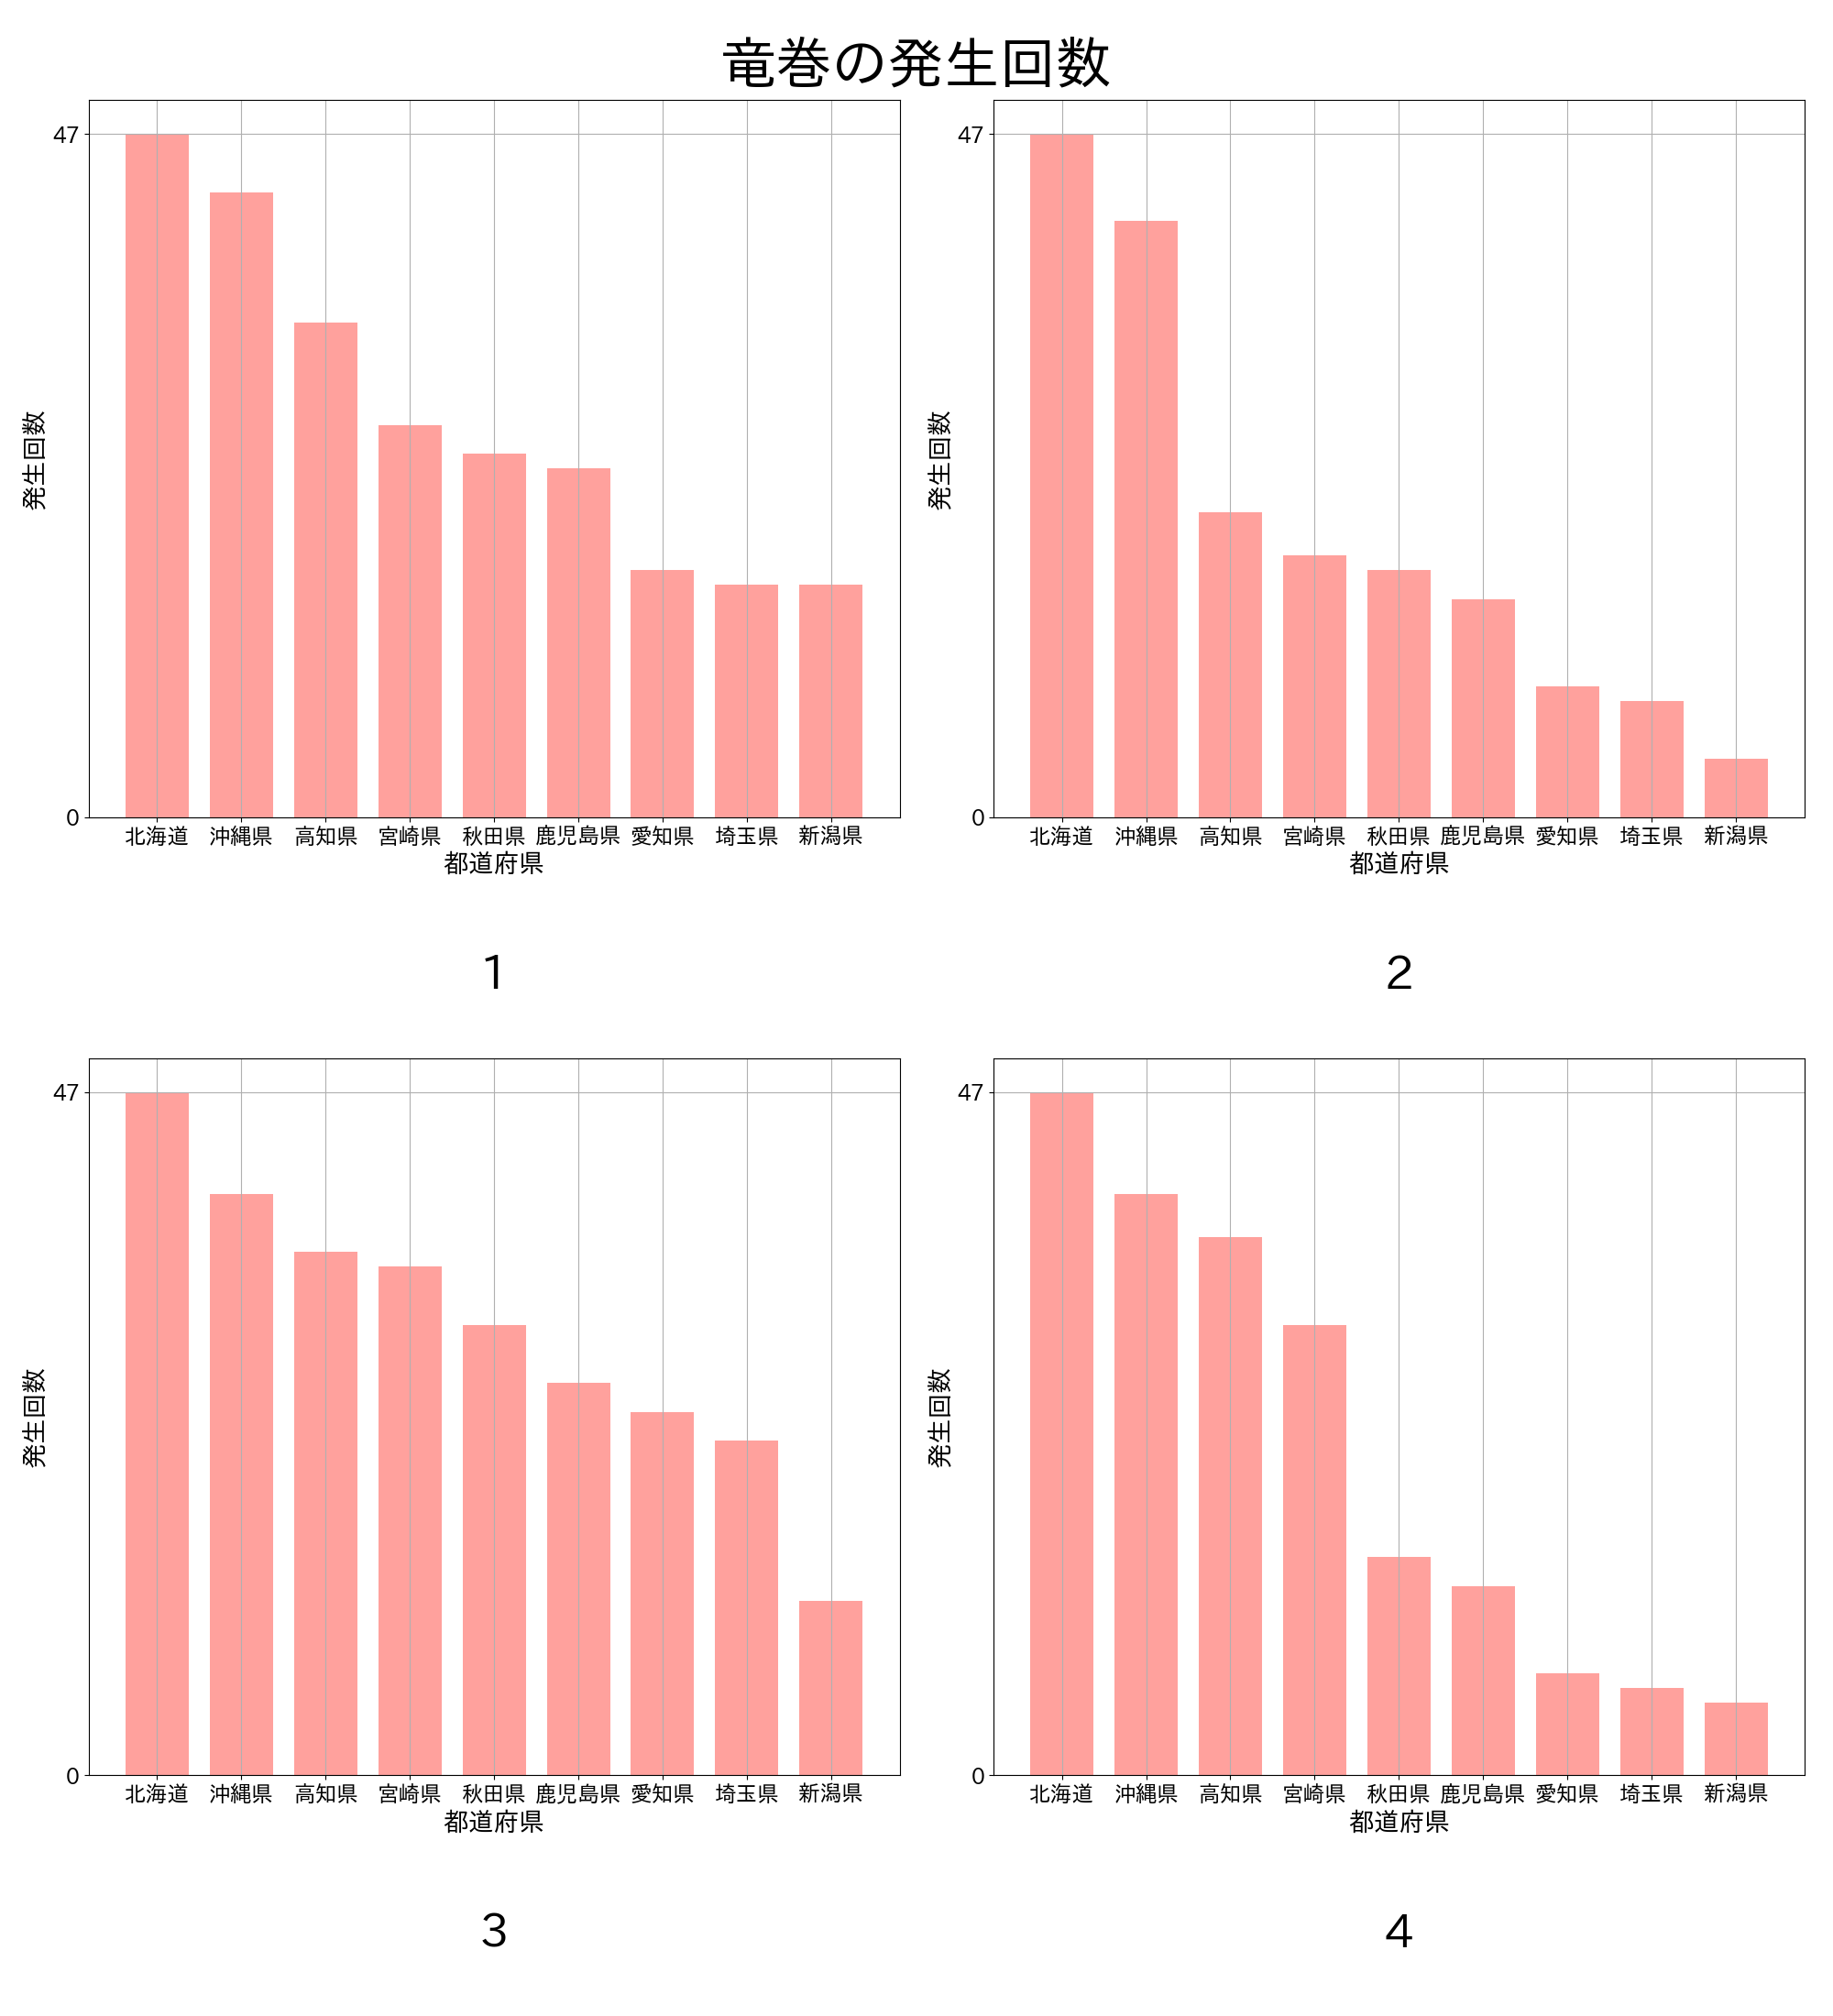 竜巻の発生回数
47
0
発生回数
北海道 沖縄県 高知県 宮崎県 秋田県 鹿児島県 愛知県 埼玉県 新潟県
都道府県
1
47
0
発生回数
北海道 沖縄県 高知県 宮崎県 秋田県 鹿児島県 愛知県 埼玉県 新潟県
都道府県
2
47
0
発生回数
北海道 沖縄県 高知県 宮崎県 秋田県 鹿児島県 愛知県 埼玉県 新潟県
都道府県
3
47
0
発生回数
北海道 沖縄県 高知県 宮崎県 秋田県 鹿児島県 愛知県 埼玉県 新潟県
都道府県
4